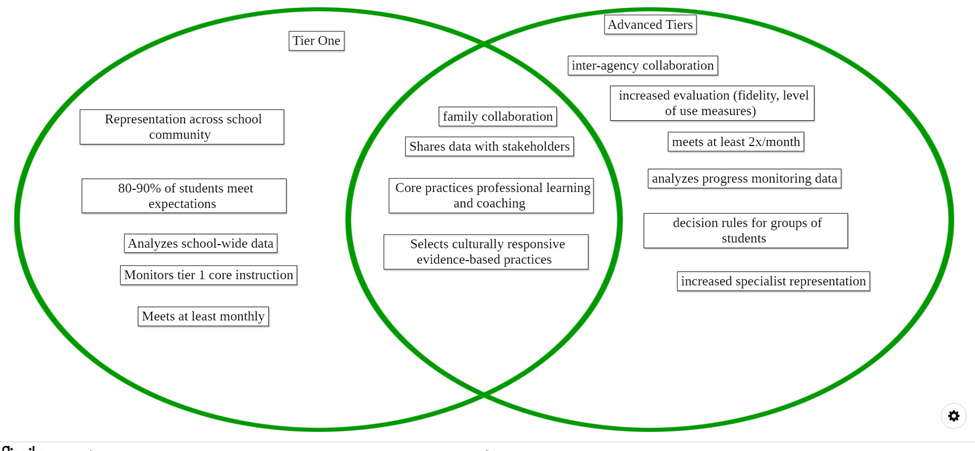 Tier One
Representation across school
community
80-90% of students meet
expectations
Analyzes school-wide data
Monitors tier 1 core instruction
Meets at least monthly
family collaboration
Shares data with stakeholders
Core practices professional learning
and coaching
Selects culturally responsive
evidence-based practices
Advanced Tiers
inter-agency collaboration
increased evaluation (fidelity, level
of use measures)
meets at least 2x/month
analyzes progress monitoring data
decision rules for groups of
students
increased specialist representation